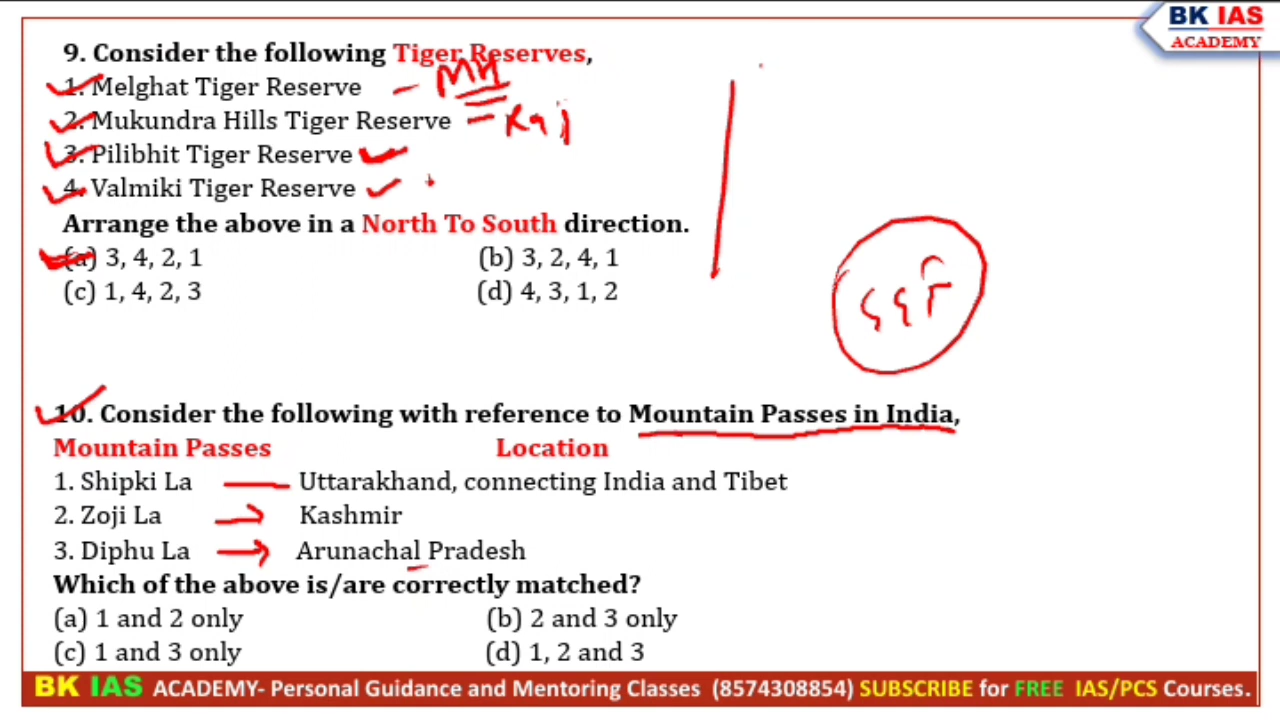 BK IAS
ACADEMY
9. Consider the following Tiger Reserves,
1. Melghat Tiger Reserve - MH
2. Mukundra Hills Tiger Reserve - Raj
3. Pilibhit Tiger Reserve
4. Valmiki Tiger Reserve
Arrange the above in a North To South direction.
(a) 3, 4, 2, 1 (b) 3, 2, 4, 1
(c) 1, 4, 2, 3 (d) 4, 3, 1, 2
10. Consider the following with reference to Mountain Passes in India,
Mountain Passes Location
1. Shipki La Uttarakhand, connecting India and Tibet
2. Zoji La Kashmir
3. Diphu La Arunachal Pradesh
Which of the above is/are correctly matched?
(a) 1 and 2 only (b) 2 and 3 only
(c) 1 and 3 only (d) 1, 2 and 3
BK IAS ACADEMY- Personal Guidance and Mentoring Classes (8574308854) SUBSCRIBE for FREE IAS/PCS Courses.